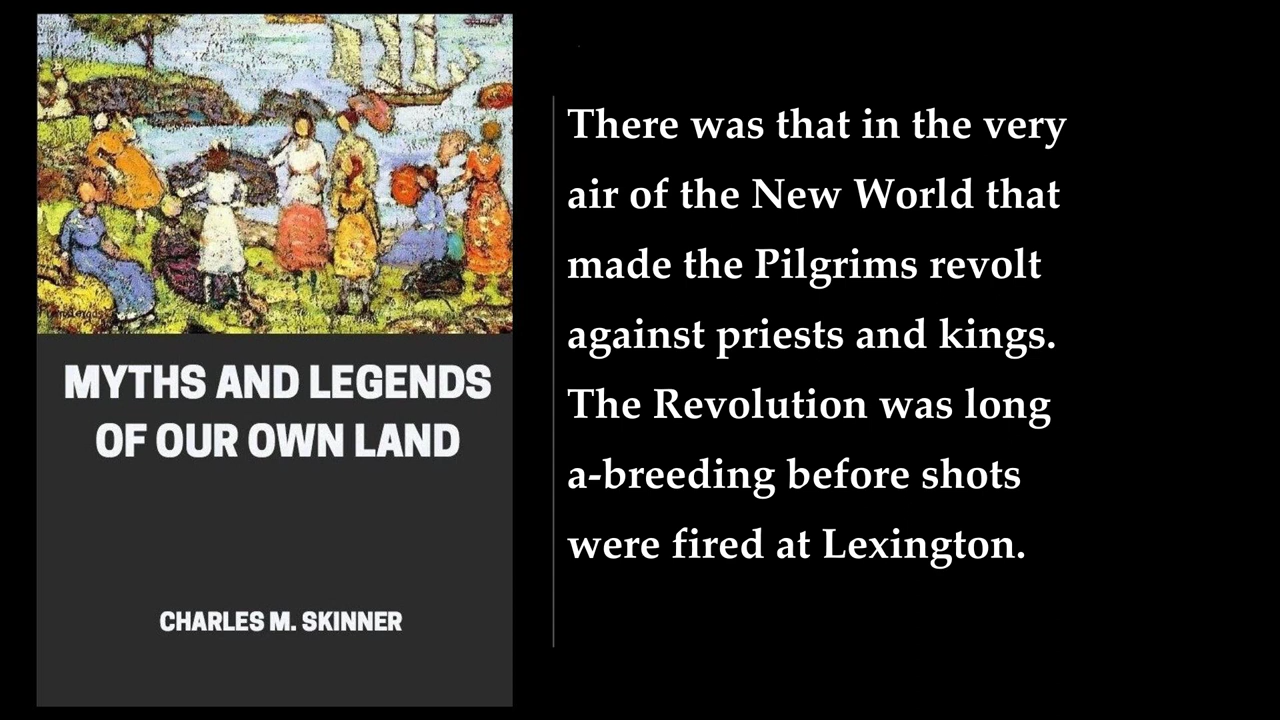 MYTHS AND LEGENDS
OF OUR OWN LAND
CHARLES M. SKINNER
There was that in the very
air of the New World that
made the Pilgrims revolt
against priests and kings.
The Revolution was long
a-breeding before shots
were fired at Lexington.